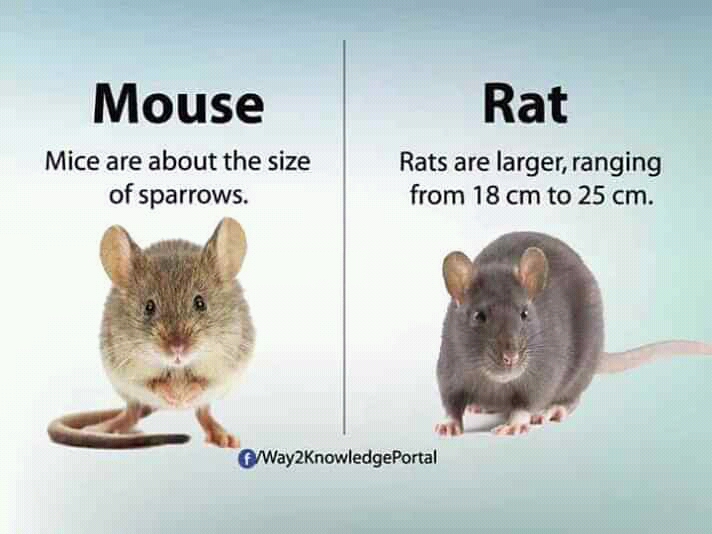 Mouse
Mice are about the size
of sparrows.
Rat
Rats are larger, ranging
from 18 cm to 25 cm.
f/Way2KnowledgePortal